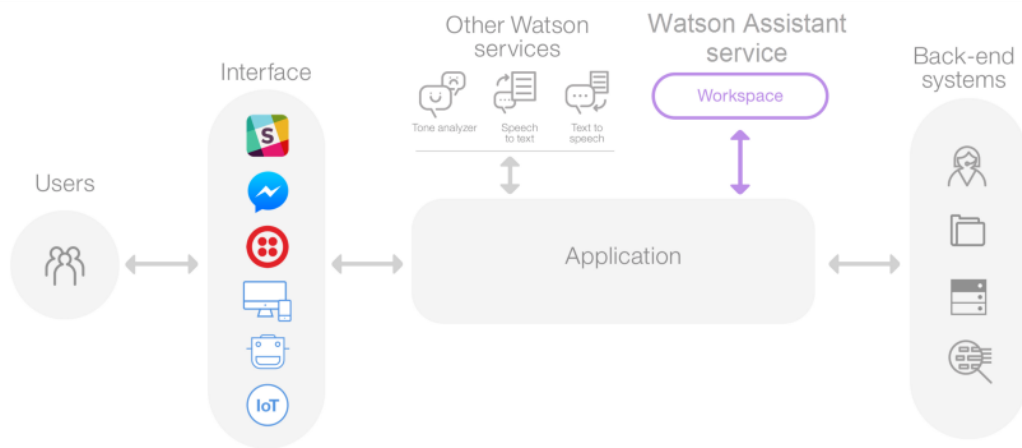 Users
Interface
S
IoT
Other Watson
services
Tone analyzer
Speech
to text
Text to
speech
Watson Assistant
service
Workspace
Application
Back-end
systems